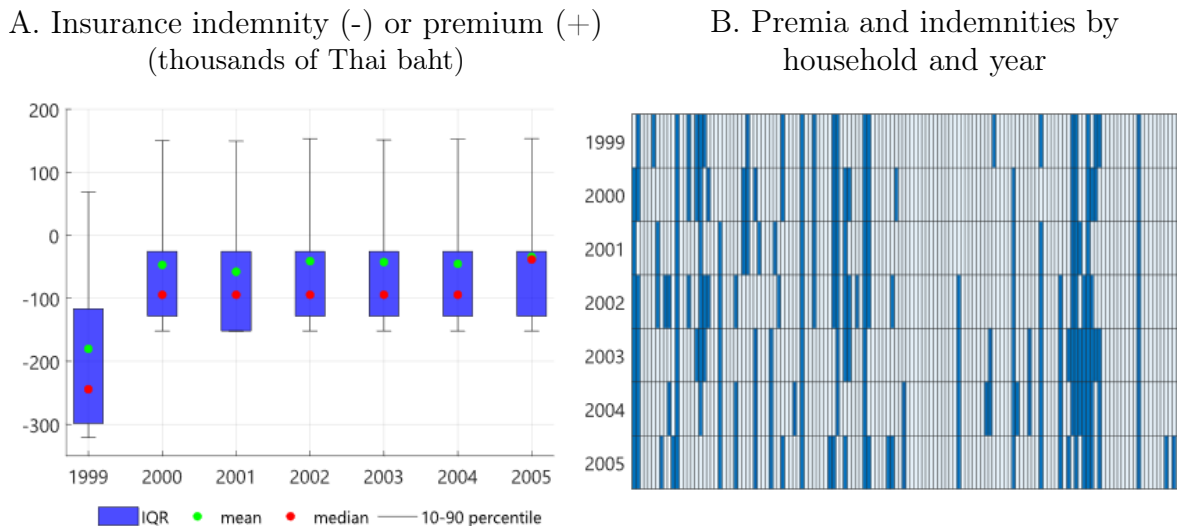 A. Insurance indemnity (-) or premium (+)
(thousands of Thai baht)
200
100
0
-100
-200
-300
1999
2000
2001
2002
2003
2004
2005
IQR
mean
median
10-90 percentile
B. Premia and indemnities by
household and year
1999
2000
2001
2002
2003
2004
2005